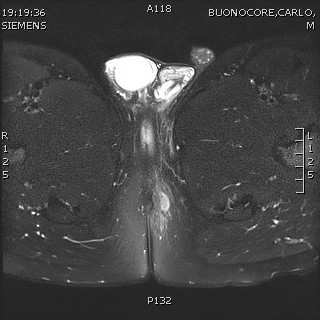 19:19:36
SIEMENS
A118
BUONOCORE,CARLO,
M
R
1
2
5
L
1
2
5
P132